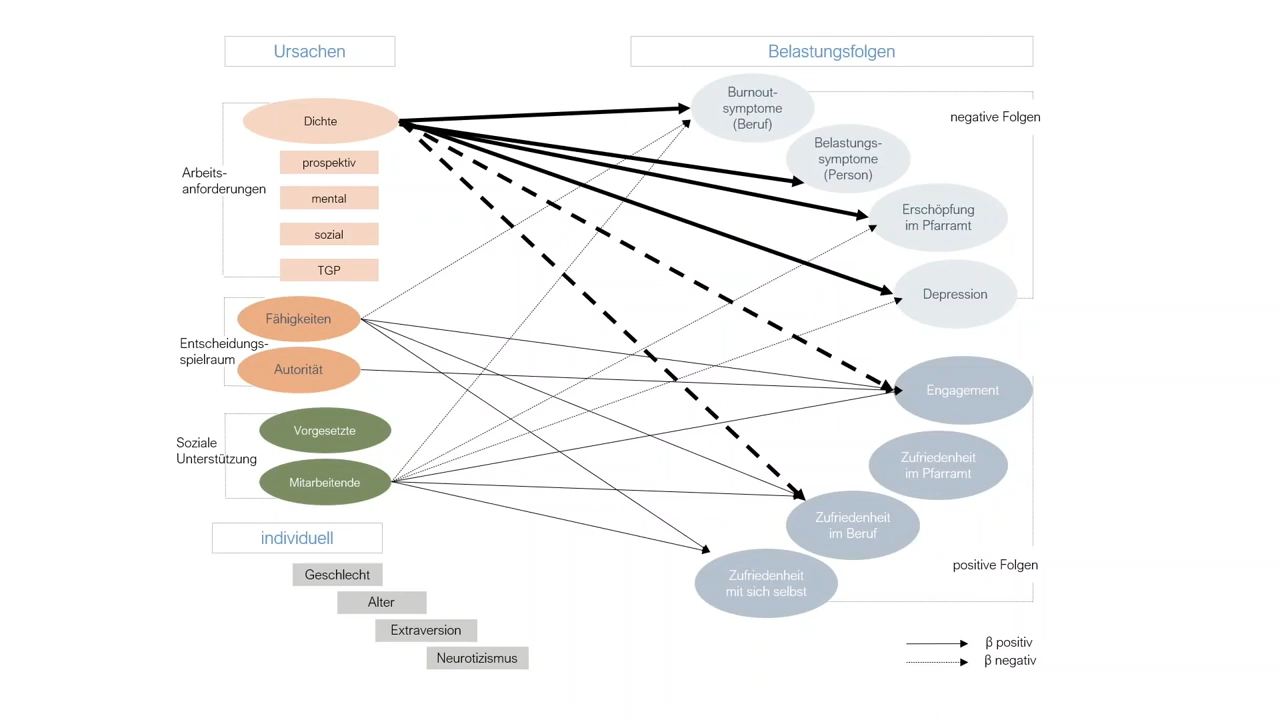 Ursachen
Belastungsfolgen
Arbeits-
anforderungen
Dichte
prospektiv
mental
sozial
TGP
Entscheidungs-
spielraum
Fähigkeiten
Autorität
Soziale
Unterstützung
Vorgesetzte
Mitarbeitende
individuell
Geschlecht
Alter
Extraversion
Neurotizismus
Burnout-
symptome
(Beruf)
negative Folgen
Belastungs-
symptome
(Person)
Erschöpfung
im Pfarramt
Depression
Engagement
Zufriedenheit
im Pfarramt
Zufriedenheit
im Beruf
positive Folgen
Zufriedenheit
mit sich selbst
β positiv
β negativ